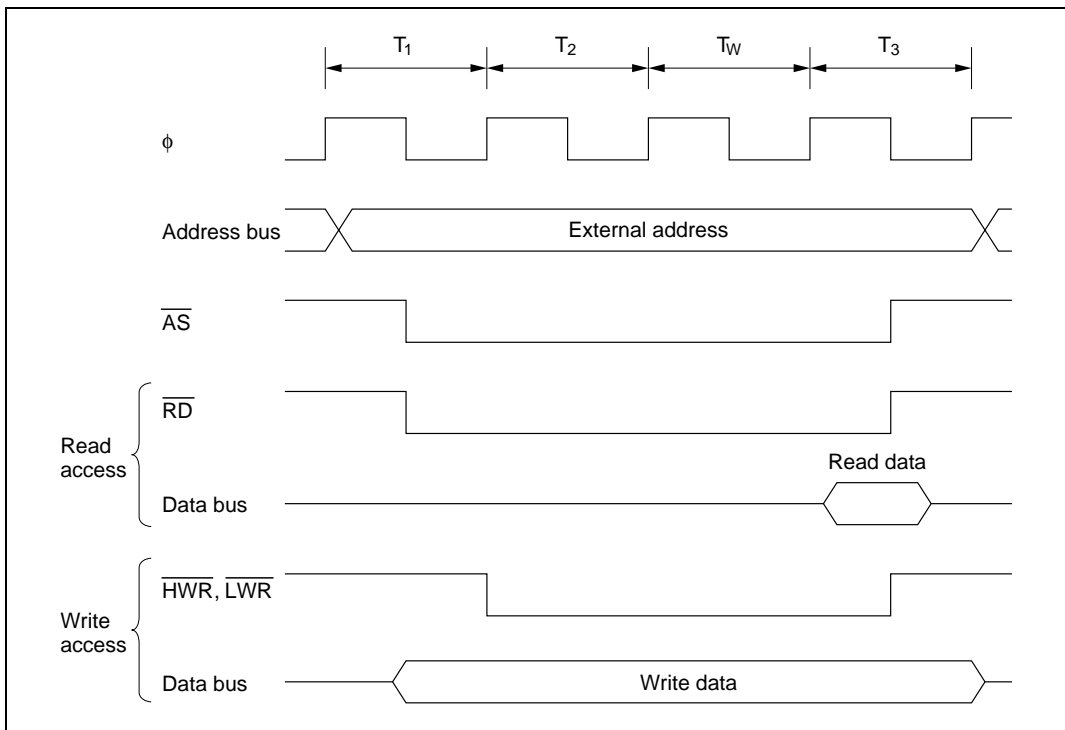 T1 T2 TW T3
ϕ
Address bus
External address
AS
Read access
RD
Read data
Data bus
Write access
HWR, LWR
Data bus
Write data